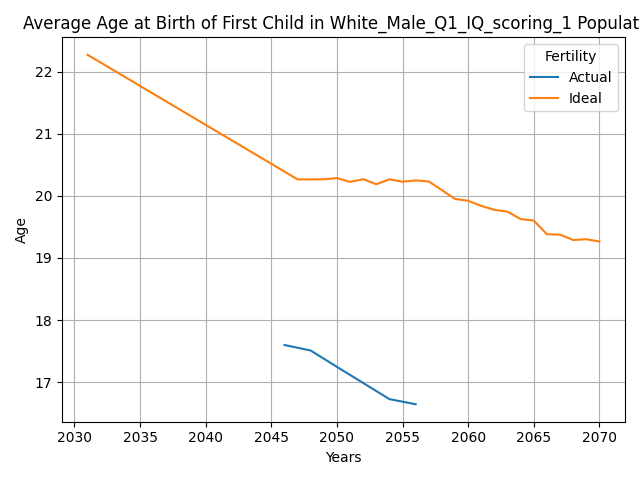 Average Age at Birth of First Child in White_Male_Q1_IQ_scoring_1 Populat
Fertility
Actual
Ideal
22
21
20
19
18
17
Age
2030 2035 2040 2045 2050 2055 2060 2065 2070
Years